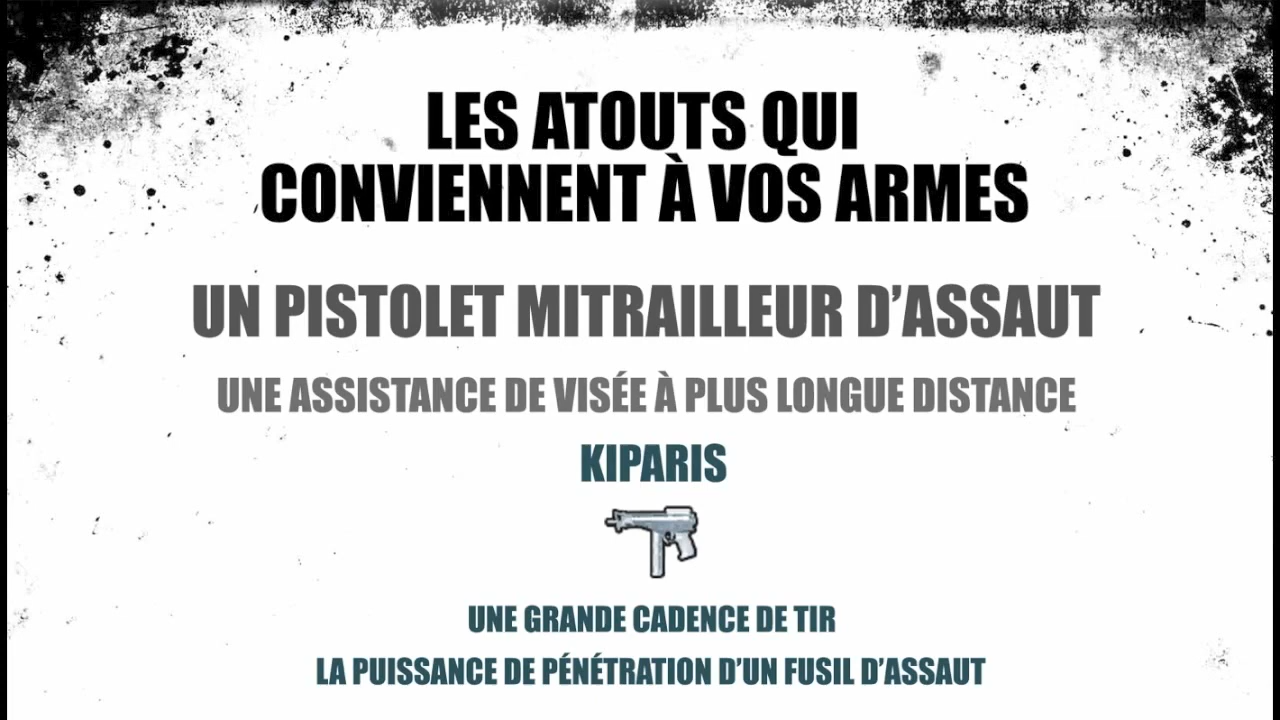 LES ATOUTS QUI
CONVIENNENT À VOS ARMES
UN PISTOLET MITRAILLEUR D’ASSAUT
UNE ASSISTANCE DE VISÉE À PLUS LONGUE DISTANCE
KIPARIS
UNE GRANDE CADENCE DE TIR
LA PUISSANCE DE PÉNÉTRATION D’UN FUSIL D’ASSAUT